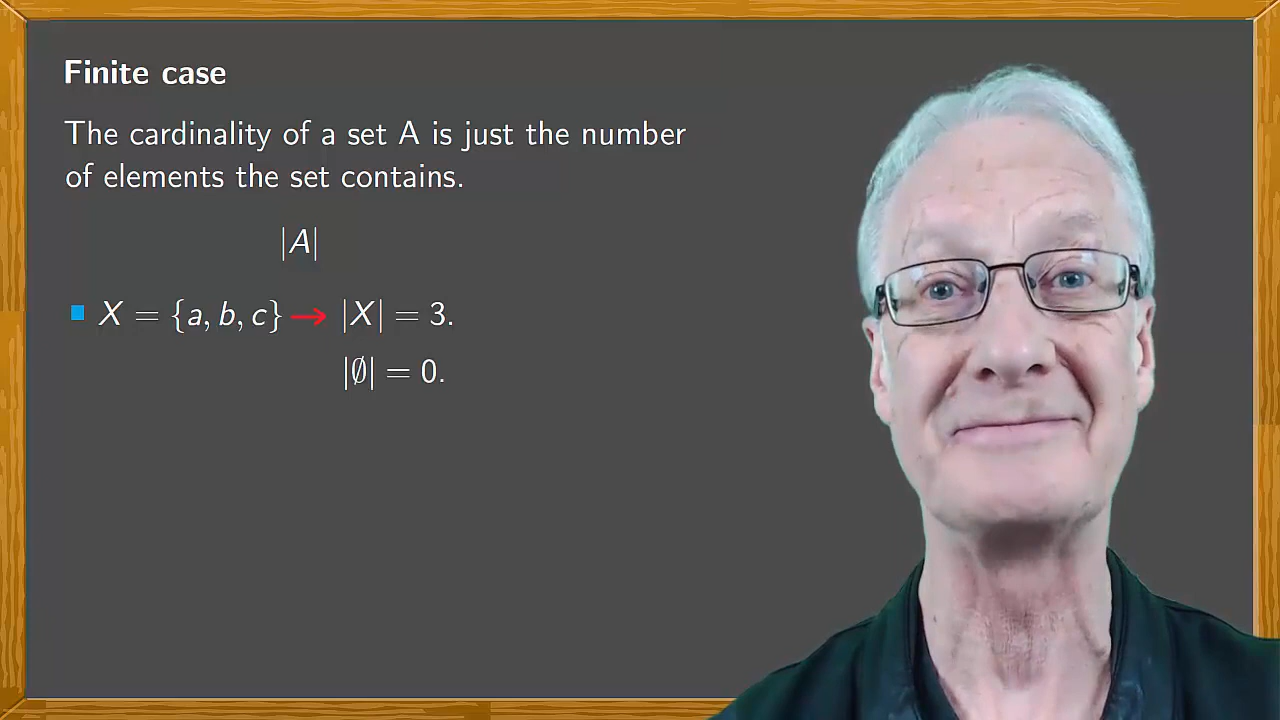 Finite case
The cardinality of a set A is just the number
of elements the set contains.
|A|
X = {a, b, c} → |X| = 3.
|∅| = 0.